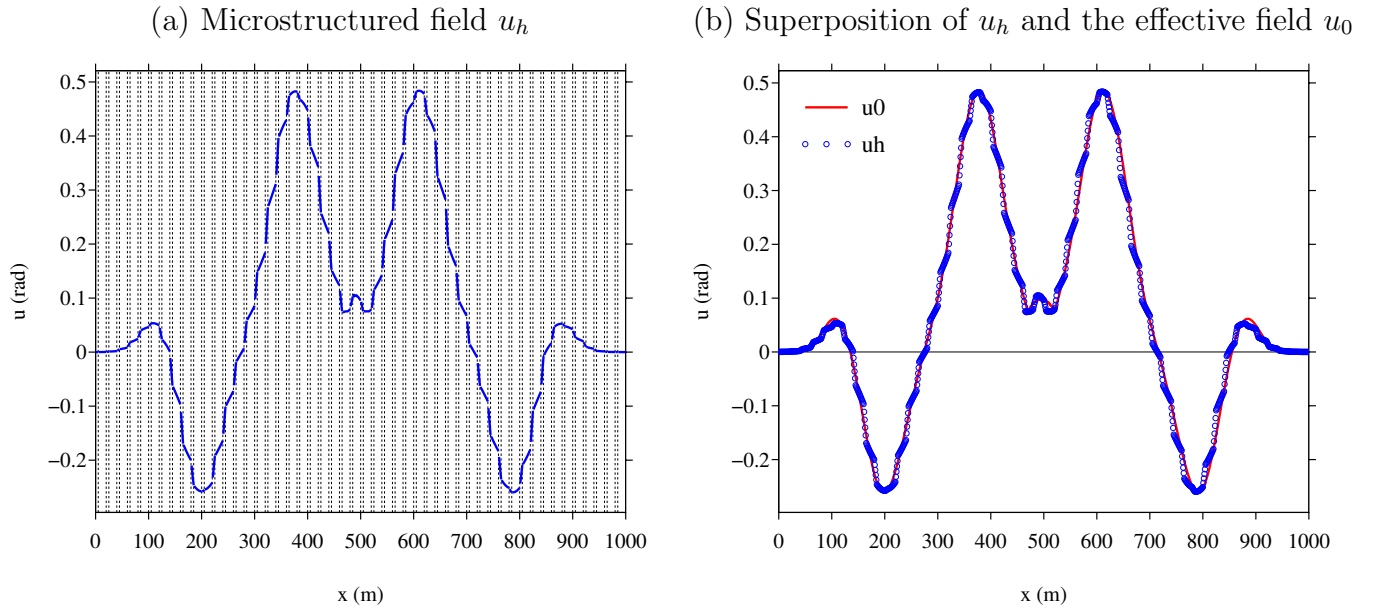 (a) Microstructured field u_h
(b) Superposition of u_h and the effective field u_0
0.5
0.4
0.3
0.2
0.1
0
−0.1
−0.2
u (rad)
0 100 200 300 400 500 600 700 800 900 1000
x (m)
u0
uh
0.5
0.4
0.3
0.2
0.1
0
−0.1
−0.2
u (rad)
0 100 200 300 400 500 600 700 800 900 1000
x (m)